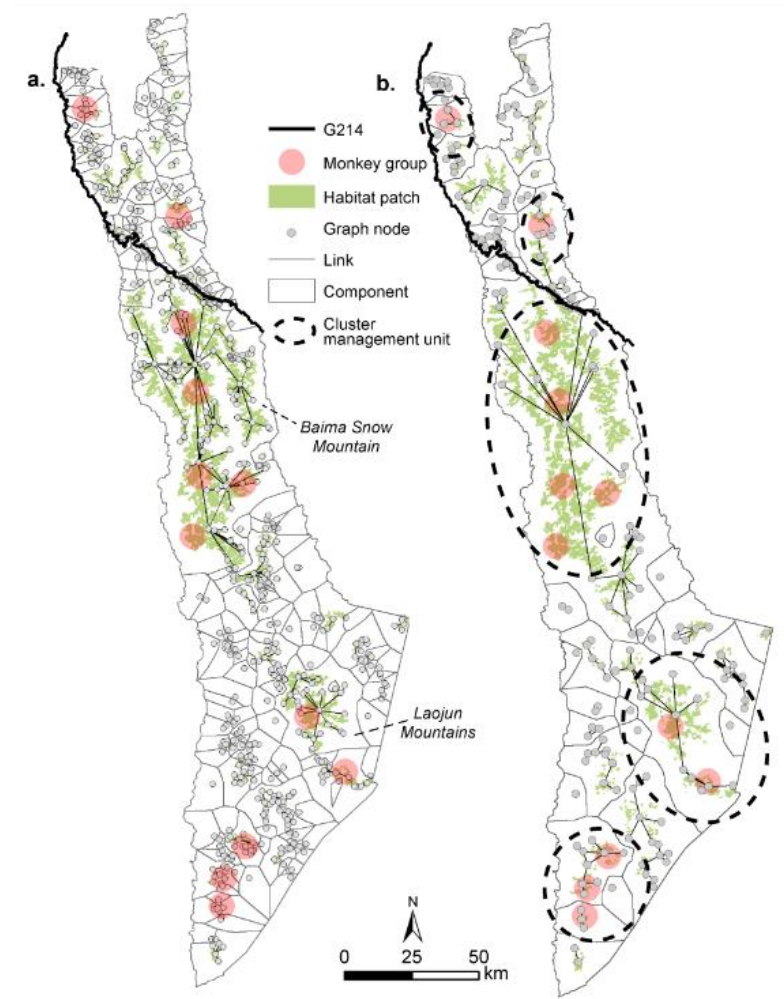 a.
b.
G214
Monkey group
Habitat patch
Graph node
Link
Component
Cluster
management unit
Baima Snow
Mountain
Laojun
Mountains
N
0 25 50
km